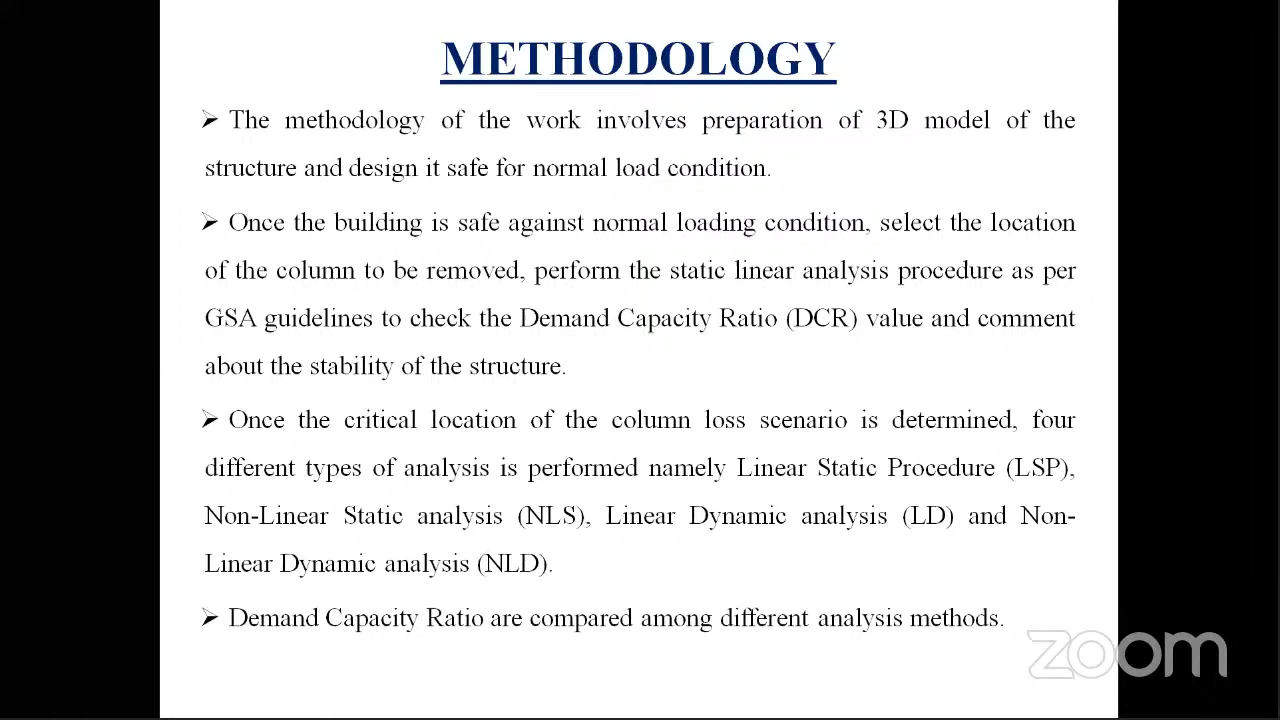 METHODOLOGY
➢ The methodology of the work involves preparation of 3D model of the
structure and design it safe for normal load condition.
➢ Once the building is safe against normal loading condition, select the location
of the column to be removed, perform the static linear analysis procedure as per
GSA guidelines to check the Demand Capacity Ratio (DCR) value and comment
about the stability of the structure.
➢ Once the critical location of the column loss scenario is determined, four
different types of analysis is performed namely Linear Static Procedure (LSP),
Non-Linear Static analysis (NLS), Linear Dynamic analysis (LD) and Non-
Linear Dynamic analysis (NLD).
➢ Demand Capacity Ratio are compared among different analysis methods.
zoom